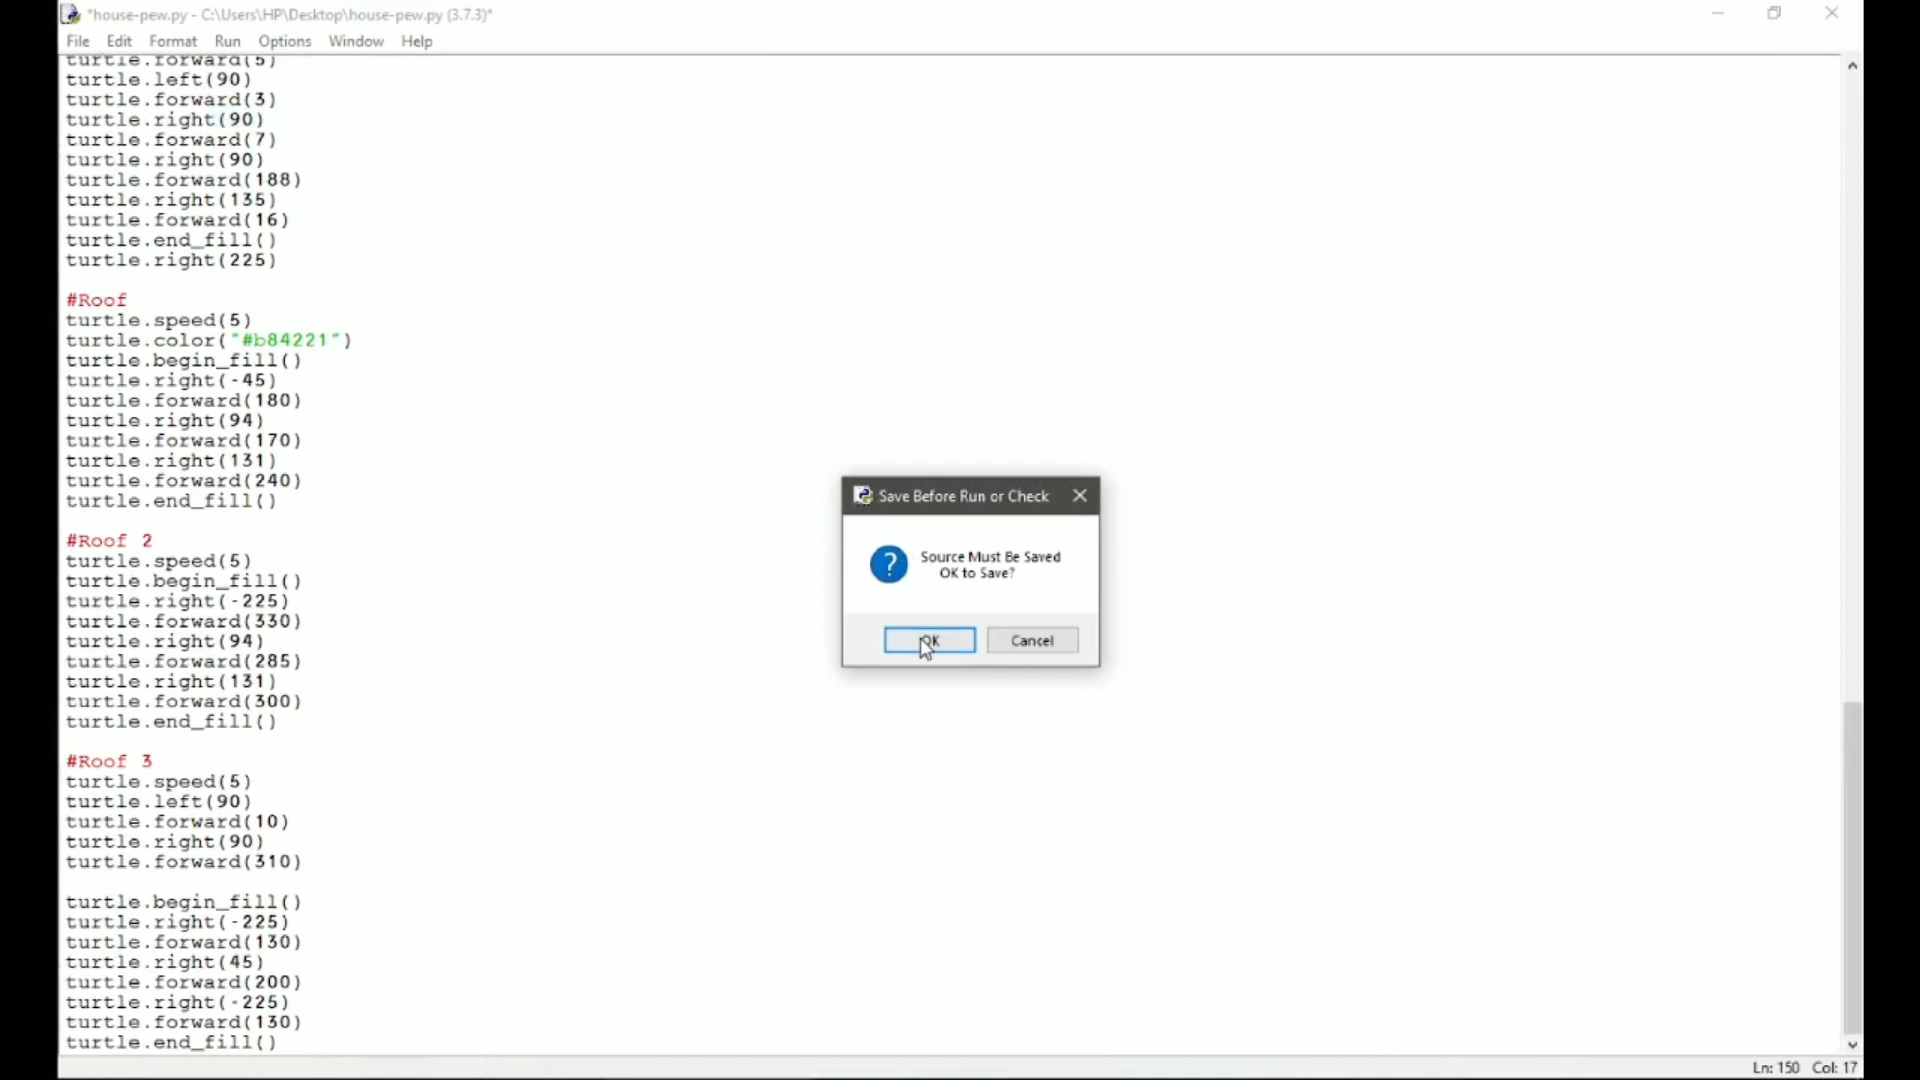 *house-pew.py - C:\Users\HP\Desktop\house-pew.py (3.7.3)*
File Edit Format Run Options Window Help
turtle.forward(5)
turtle.left(90)
turtle.forward(3)
turtle.right(90)
turtle.forward(7)
turtle.right(90)
turtle.forward(188)
turtle.right(135)
turtle.forward(16)
turtle.end_fill()
turtle.right(225)
#Roof
turtle.speed(5)
turtle.color("#b84221")
turtle.begin_fill()
turtle.right(-45)
turtle.forward(180)
turtle.right(94)
turtle.forward(170)
turtle.right(131)
turtle.forward(240)
turtle.end_fill()
#Roof 2
turtle.speed(5)
turtle.begin_fill()
turtle.right(-225)
turtle.forward(330)
turtle.right(94)
turtle.forward(285)
turtle.right(131)
turtle.forward(300)
turtle.end_fill()
#Roof 3
turtle.speed(5)
turtle.left(90)
turtle.forward(10)
turtle.right(90)
turtle.forward(310)
turtle.begin_fill()
turtle.right(-225)
turtle.forward(130)
turtle.right(45)
turtle.forward(200)
turtle.right(-225)
turtle.forward(130)
turtle.end_fill()
Save Before Run or Check
Source Must Be Saved
OK to Save?
OK Cancel
Ln: 150 Col: 17